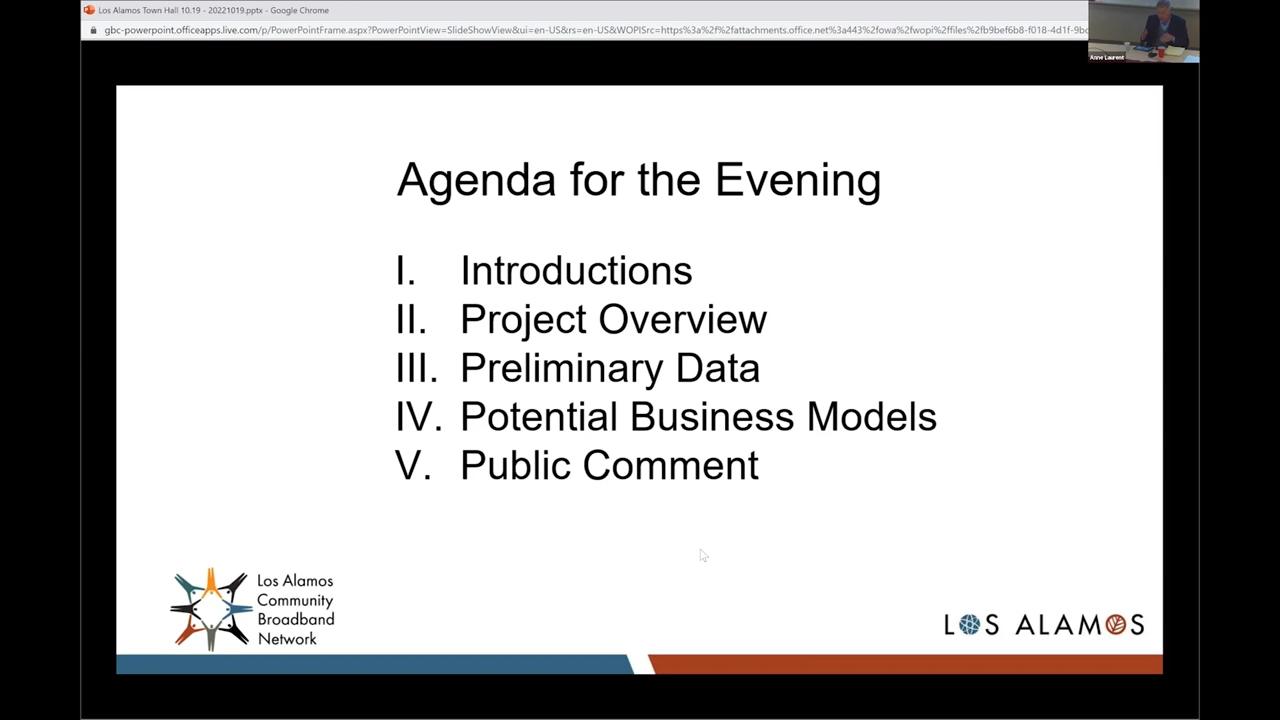 Los Alamos Town Hall 10.19 - 20221019.pptx - Google Chrome
gbc-powerpoint.officeapps.live.com/p/PowerPointFrame.aspx?PowerPointView=SlideShowView&ui=en-US&rs=en-US&WOPISrc=https%3a%2f%2fattachments.office.net%3a443%2fowa%2fwopi%2ffiles%2fb9bef6b8-f018-4d1f-9bc
Anne Laurent
Agenda for the Evening
I. Introductions
II. Project Overview
III. Preliminary Data
IV. Potential Business Models
V. Public Comment
Los Alamos
Community
Broadband
Network
LOS ALAMOS